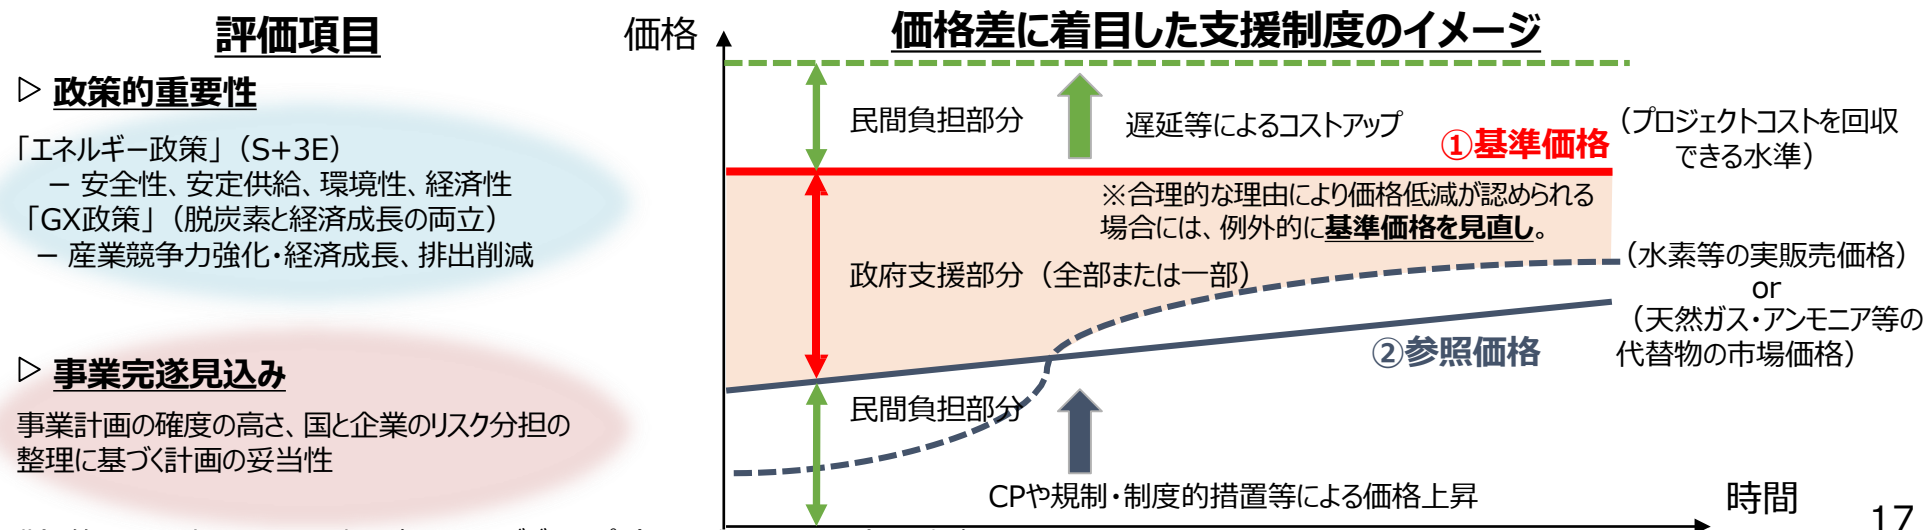 評価項目
▷ 政策的重要性
「エネルギー政策」（S+3E）
－ 安全性、安定供給、環境性、経済性
「GX政策」（脱炭素と経済成長の両立）
－ 産業競争力強化・経済成長、排出削減
▷ 事業完遂見込み
事業計画の確度の高さ、国と企業のリスク分担の
整理に基づく計画の妥当性
価格差に着目した支援制度のイメージ
価格
民間負担部分
遅延等によるコストアップ
①基準価格
（プロジェクトコストを回収
できる水準）
※合理的な理由により価格低減が認められる
場合には、例外的に基準価格を見直し。
政府支援部分（全部または一部）
（水素等の実販売価格）
or
（天然ガス・アンモニア等の
代替物の市場価格）
②参照価格
民間負担部分
CPや規制・制度的措置等による価格上昇
時間
17